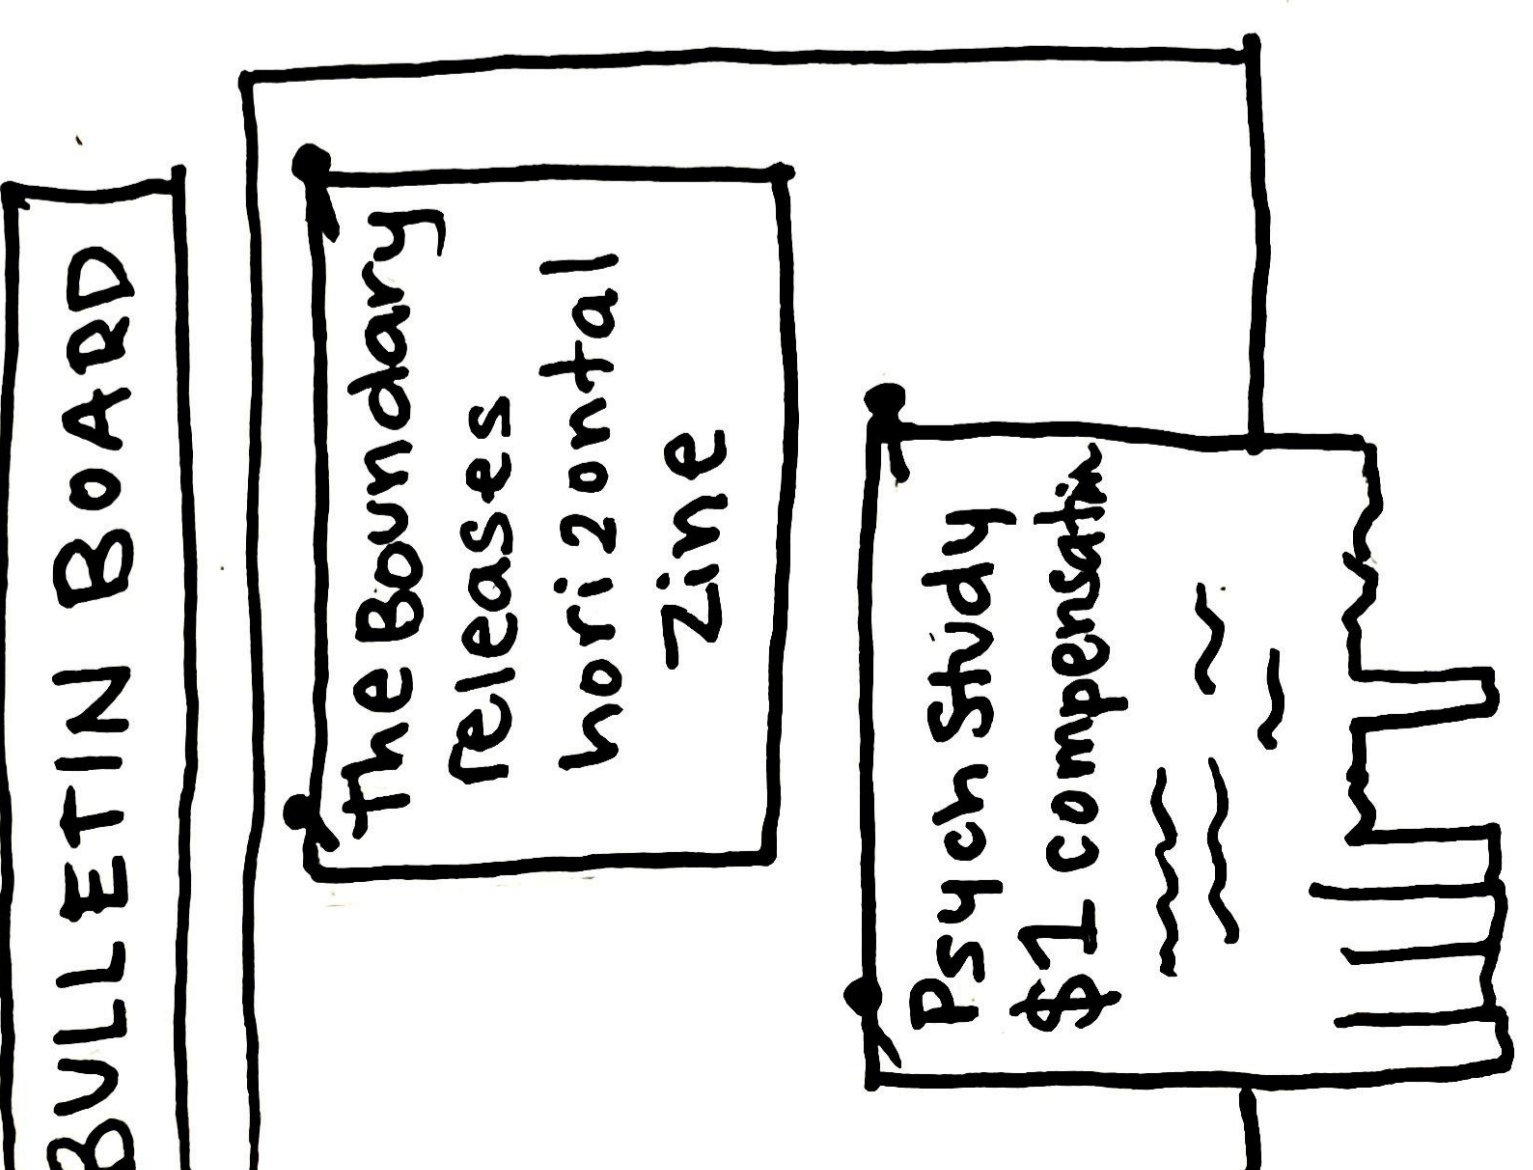 BULLETIN BOARD
The Boundary
releases
horizontal
Zine
Psych Study
$1 compensation